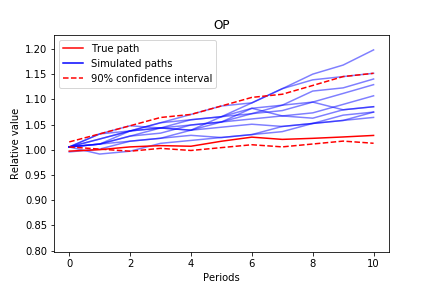 OP
True path
Simulated paths
90% confidence interval
1.20
1.15
1.10
1.05
1.00
0.95
0.90
0.85
0.80
Relative value
0 2 4 6 8 10
Periods